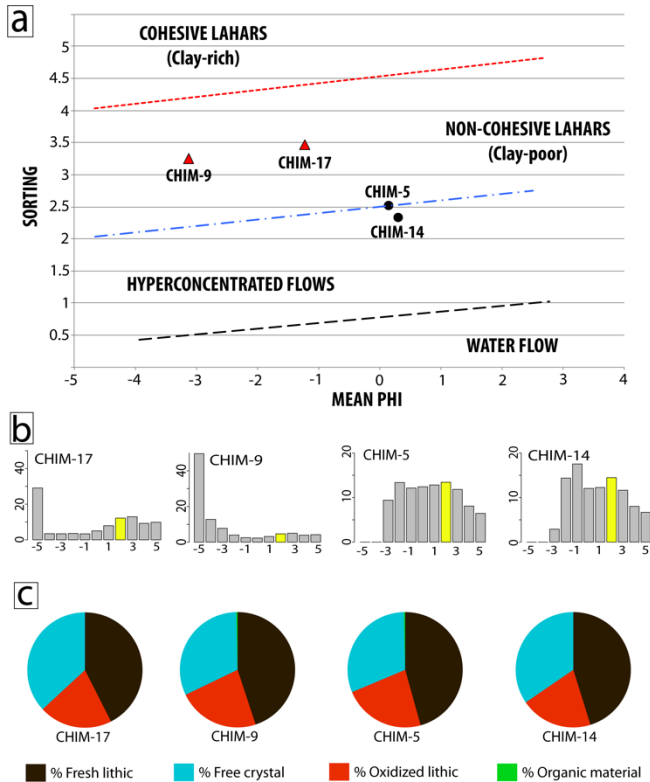 a
COHESIVE LAHARS
(Clay-rich)
NON-COHESIVE LAHARS
(Clay-poor)
CHIM-9
CHIM-17
CHIM-5
CHIM-14
HYPERCONCENTRATED FLOWS
WATER FLOW
SORTING
5
4.5
4
3.5
3
2.5
2
1
0.5
-5 -4 -3 -2 -1 0 1 2 3 4
MEAN PHI
b
CHIM-17
40
20
0
-5 -3 -1 1 3 5
CHIM-9
40
20
0
-5 -3 -1 1 3 5
CHIM-5
20
10
0
-5 -3 -1 1 3 5
CHIM-14
20
10
0
-5 -3 -1 1 3 5
c
CHIM-17
CHIM-9
CHIM-5
CHIM-14
% Fresh lithic
% Free crystal
% Oxidized lithic
% Organic material